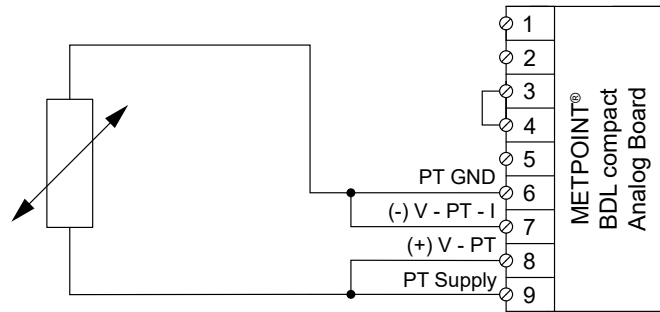 1
2
3
4
5
PT GND 6
(-) V - PT - I 7
(+) V - PT 8
PT Supply 9
METPOINT®
BDL compact
Analog Board